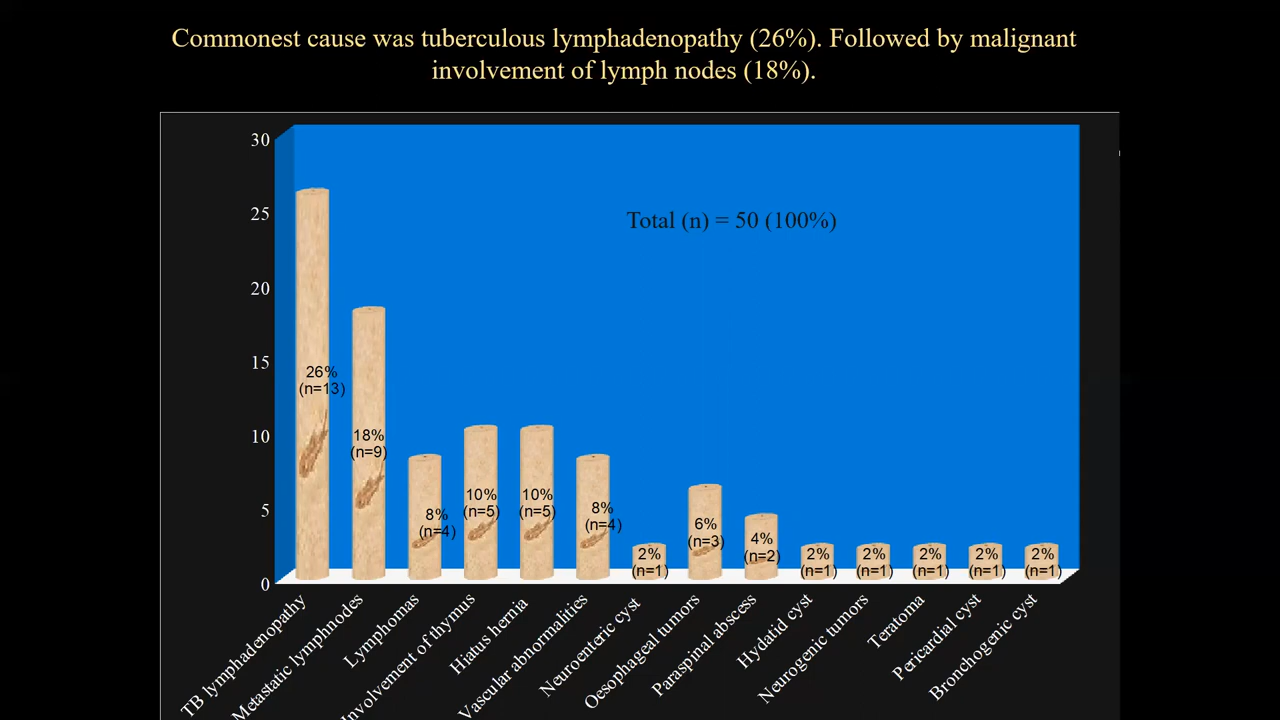 Commonest cause was tuberculous lymphadenopathy (26%). Followed by malignant
involvement of lymph nodes (18%).
30
25
20
15
10
5
0
Total (n) = 50 (100%)
26%
(n=13)
18%
(n=9)
8%
(n=4)
10%
(n=5)
10%
(n=5)
8%
(n=4)
2%
(n=1)
6%
(n=3)
4%
(n=2)
2%
(n=1)
2%
(n=1)
2%
(n=1)
2%
(n=1)
2%
(n=1)
TB lymphadenopathy
Metastatic lymphnodes
Lymphomas
Involvement of thymus
Hiatus hernia
Vascular abnormalities
Neuroenteric cyst
Oesophageal tumors
Paraspinal abscess
Hydatid cyst
Neurogenic tumors
Teratoma
Pericardial cyst
Bronchogenic cyst